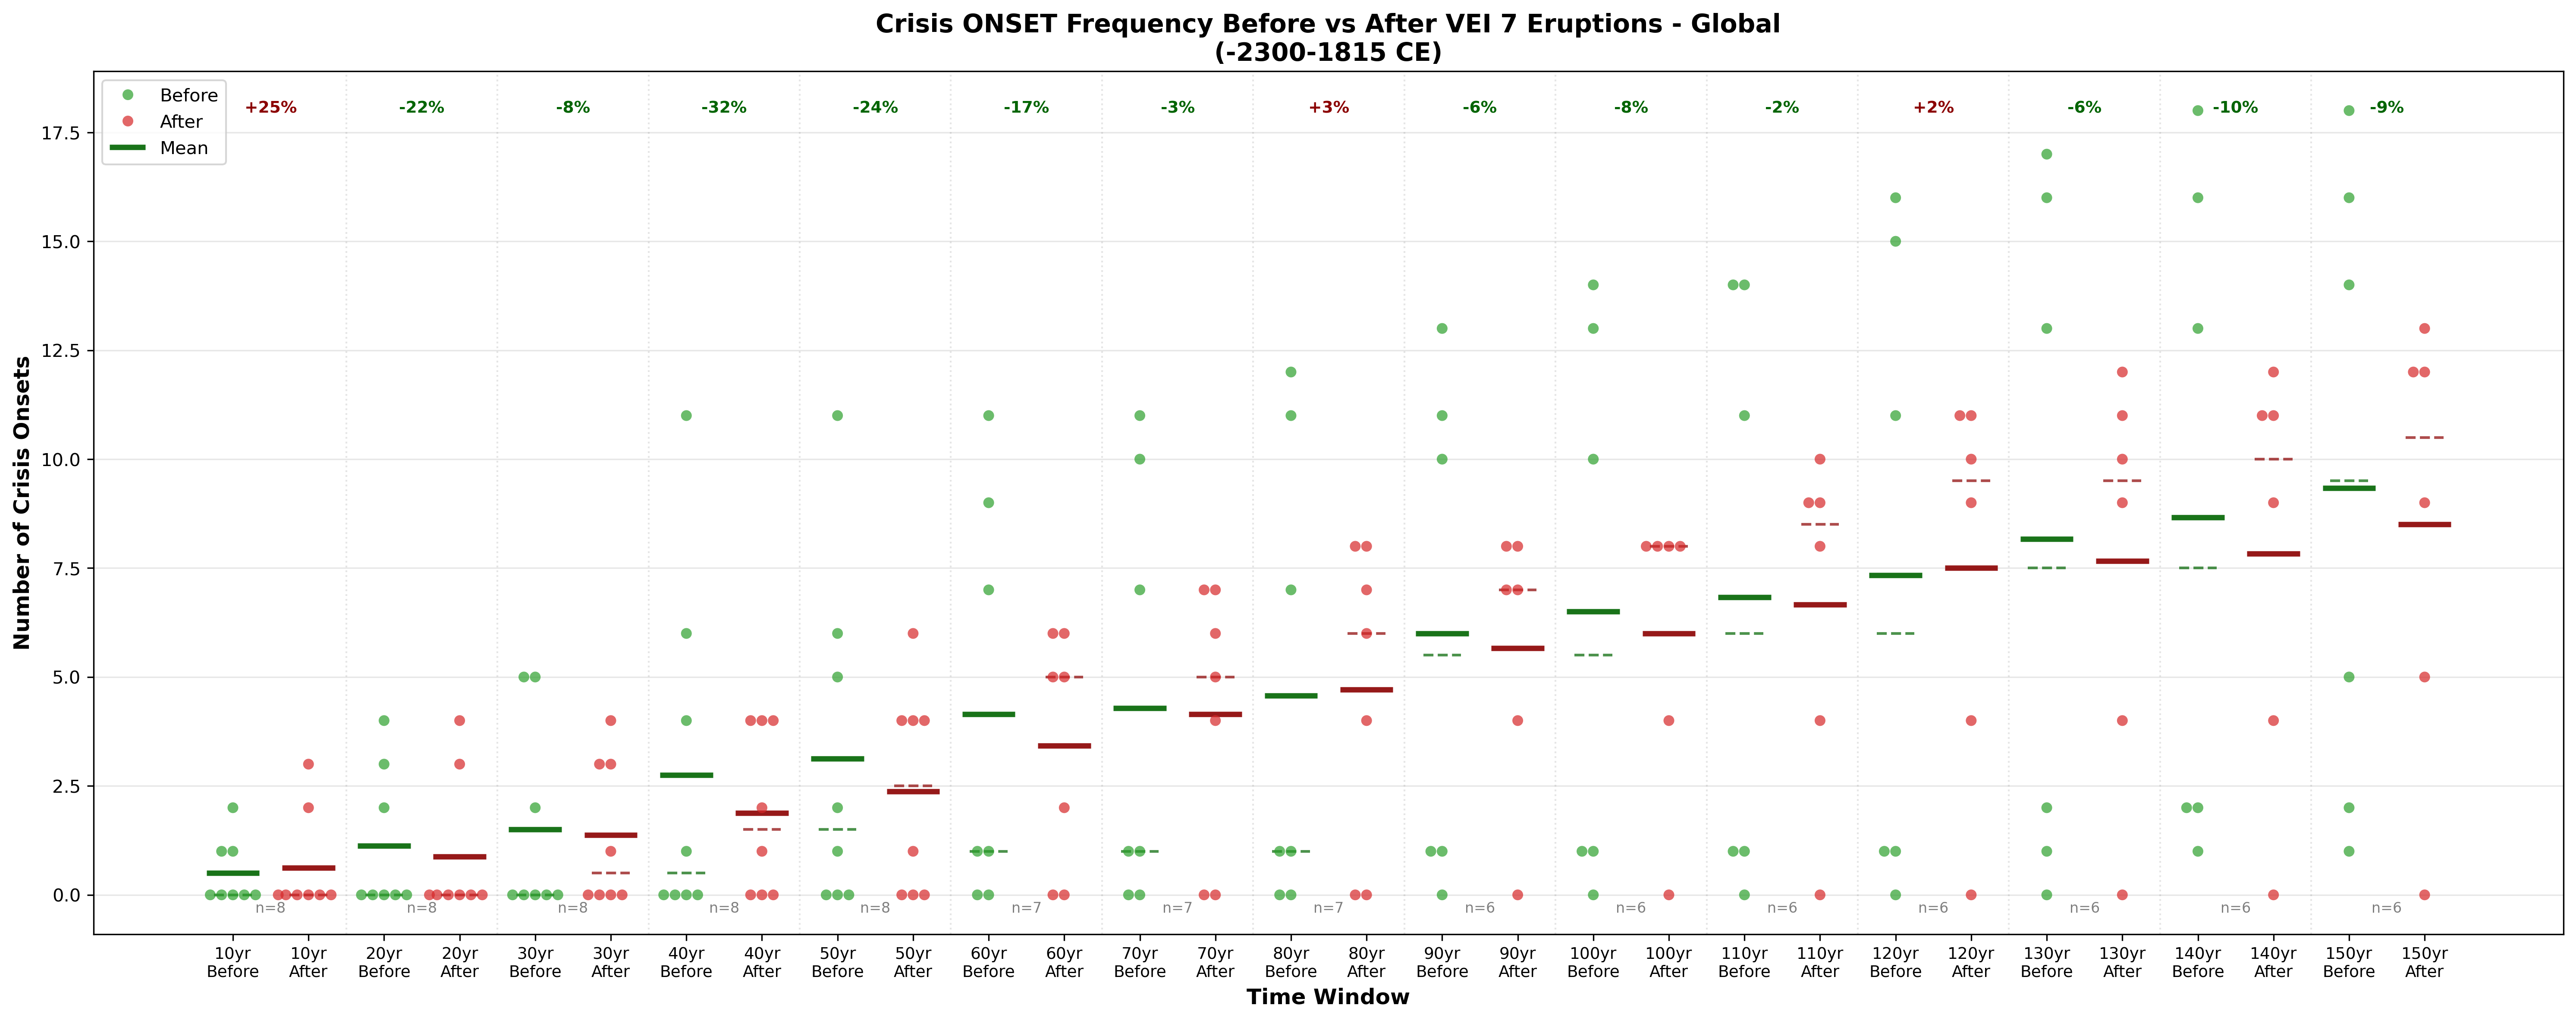 Crisis ONSET Frequency Before vs After VEI 7 Eruptions - Global
(-2300-1815 CE)
Before
After
Mean
+25%
-22%
-8%
-32%
-24%
-17%
-3%
+3%
-6%
-8%
-2%
+2%
-6%
-10%
-9%
Number of Crisis Onsets
17.5
15.0
12.5
10.0
7.5
5.0
2.5
0.0
n=8
n=8
n=8
n=8
n=8
n=7
n=7
n=7
n=6
n=6
n=6
n=6
n=6
n=6
n=6
10yr
Before
10yr
After
20yr
Before
20yr
After
30yr
Before
30yr
After
40yr
Before
40yr
After
50yr
Before
50yr
After
60yr
Before
60yr
After
70yr
Before
70yr
After
80yr
Before
80yr
After
90yr
Before
90yr
After
100yr
Before
100yr
After
110yr
Before
110yr
After
120yr
Before
120yr
After
130yr
Before
130yr
After
140yr
Before
140yr
After
150yr
Before
150yr
After
Time Window